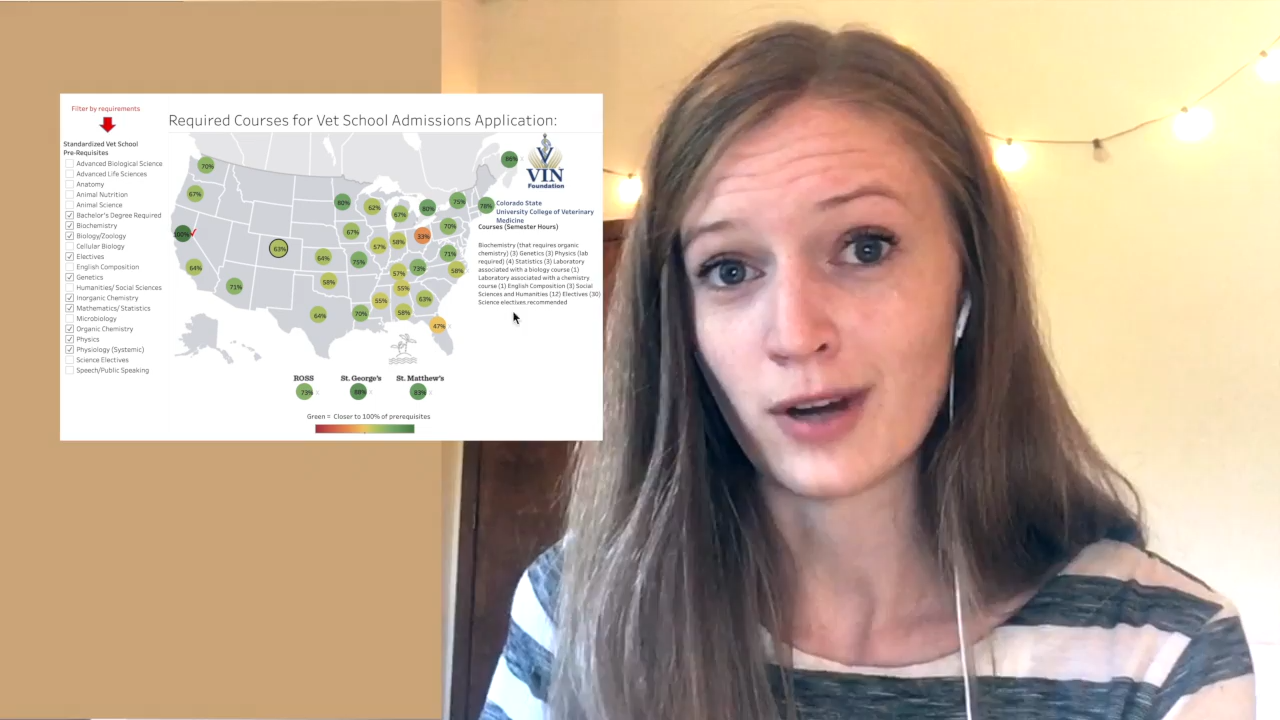 Filter by requirements
Required Courses for Vet School Admissions Application:
Standardized Vet School
Pre-Requisites
Advanced Biological Science
Advanced Life Sciences
Anatomy
Animal Nutrition
Animal Science
Bachelor's Degree Required
Biochemistry
Biology/Zoology
Cellular Biology
Electives
English Composition
Genetics
Humanities/ Social Sciences
Inorganic Chemistry
Mathematics/ Statistics
Microbiology
Organic Chemistry
Physics
Physiology (Systemic)
Science Electives
Speech/Public Speaking
70%
67%
100%
64%
71%
63%
80%
62%
67%
80%
75%
78%
86%
67%
57%
58%
33%
70%
64%
75%
71%
58%
58%
57%
73%
55%
55%
63%
64%
70%
58%
47%
VIN
Foundation
Colorado State
University College of Veterinary
Medicine
Courses (Semester Hours)
Biochemistry (that requires organic
chemistry) (3) Genetics (3) Physics (lab
required) (4) Statistics (3) Laboratory
associated with a biology course (1)
Laboratory associated with a chemistry
course (1) English Composition (3) Social
Sciences and Humanities (12) Electives (30)
Science electives recommended
ROSS
St. George's
St. Matthew's
73%
88%
83%
Green = Closer to 100% of prerequisites